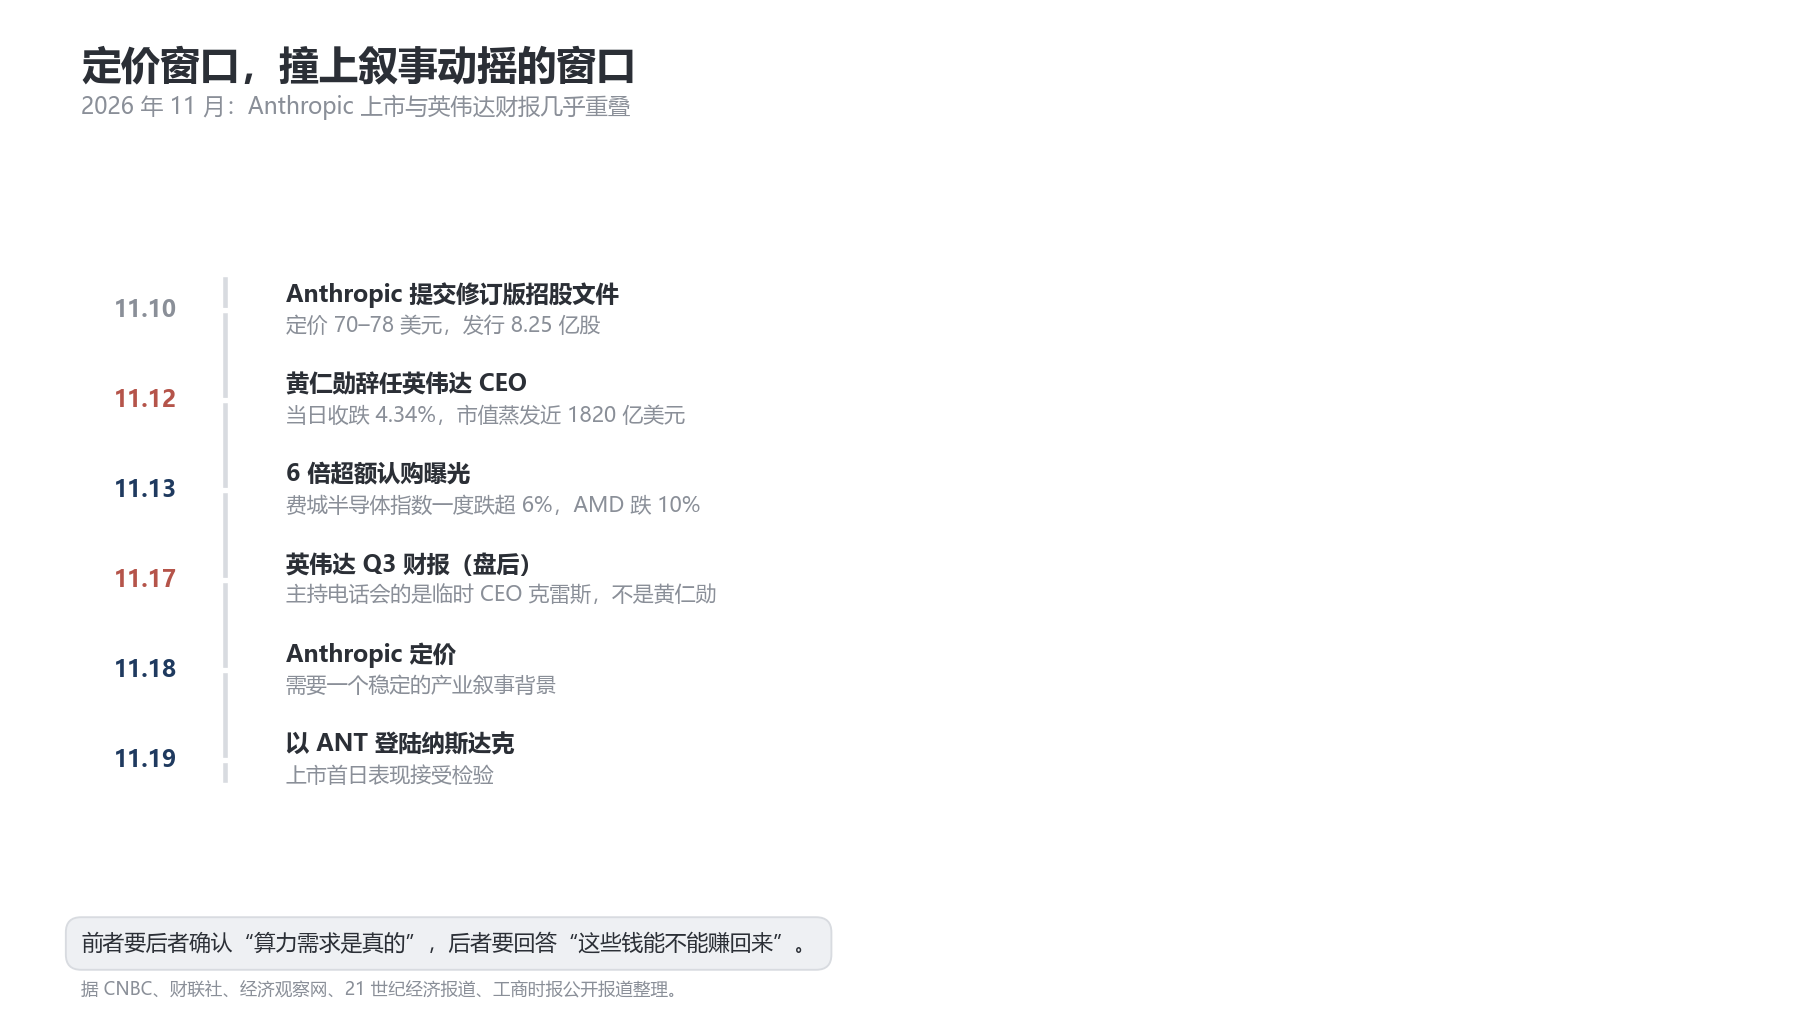 定价窗口，撞上叙事动摇的窗口
2026 年 11 月：Anthropic 上市与英伟达财报几乎重叠
11.10
Anthropic 提交修订版招股文件
定价 70–78 美元，发行 8.25 亿股
11.12
黄仁勋辞任英伟达 CEO
当日收跌 4.34%，市值蒸发近 1820 亿美元
11.13
6 倍超额认购曝光
费城半导体指数一度跌超 6%，AMD 跌 10%
11.17
英伟达 Q3 财报（盘后）
主持电话会的是临时 CEO 克雷斯，不是黄仁勋
11.18
Anthropic 定价
需要一个稳定的产业叙事背景
11.19
以 ANT 登陆纳斯达克
上市首日表现接受检验
前者要后者确认“算力需求是真的”，后者要回答“这些钱能不能赚回来”。
据 CNBC、财联社、经济观察网、21 世纪经济报道、工商时报公开报道整理。